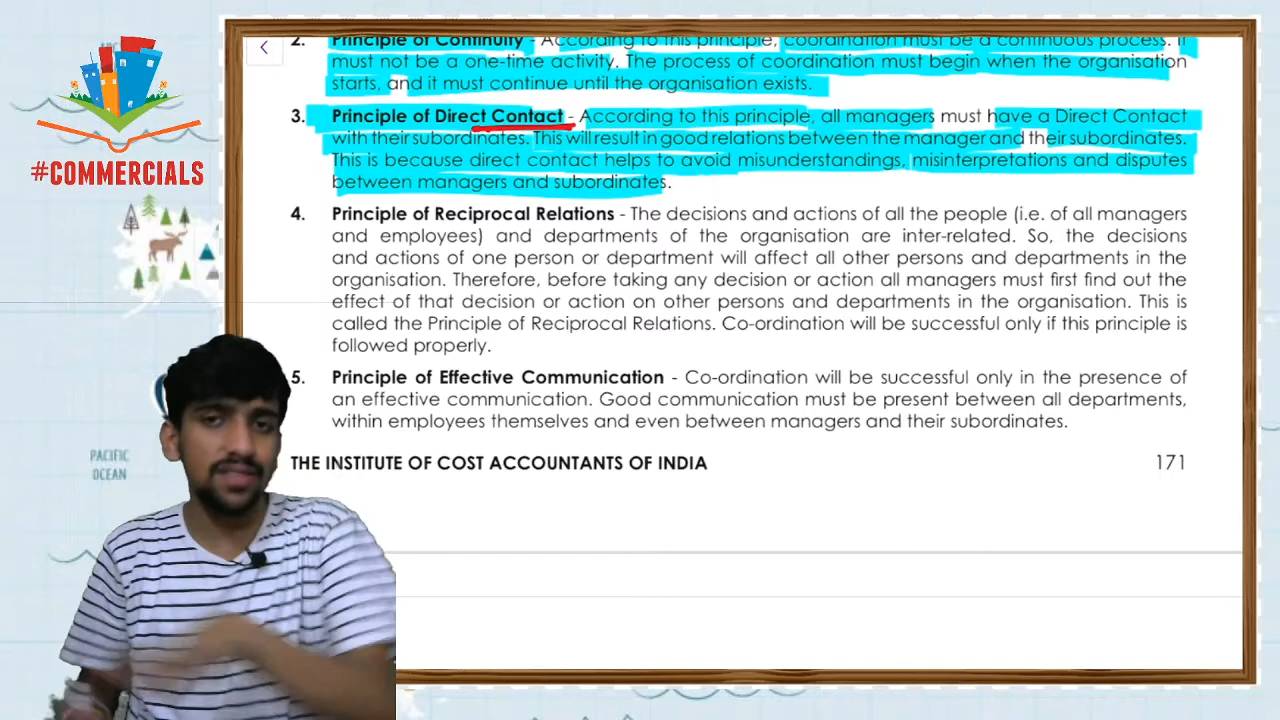 2. Principle of Continuity - According to this principle, coordination must be a continuous process. It
must not be a one-time activity. The process of coordination must begin when the organisation
starts, and it must continue until the organisation exists.
3. Principle of Direct Contact - According to this principle, all managers must have a Direct Contact
with their subordinates. This will result in good relations between the manager and their subordinates.
This is because direct contact helps to avoid misunderstandings, misinterpretations and disputes
between managers and subordinates.
#COMMERCIALS
4. Principle of Reciprocal Relations - The decisions and actions of all the people (i.e. of all managers
and employees) and departments of the organisation are inter-related. So, the decisions
and actions of one person or department will affect all other persons and departments in the
organisation. Therefore, before taking any decision or action all managers must first find out the
effect of that decision or action on other persons and departments in the organisation. This is
called the Principle of Reciprocal Relations. Co-ordination will be successful only if this principle is
followed properly.
5. Principle of Effective Communication - Co-ordination will be successful only in the presence of
an effective communication. Good communication must be present between all departments,
within employees themselves and even between managers and their subordinates.
PACIFIC
OCEAN
THE INSTITUTE OF COST ACCOUNTANTS OF INDIA 171